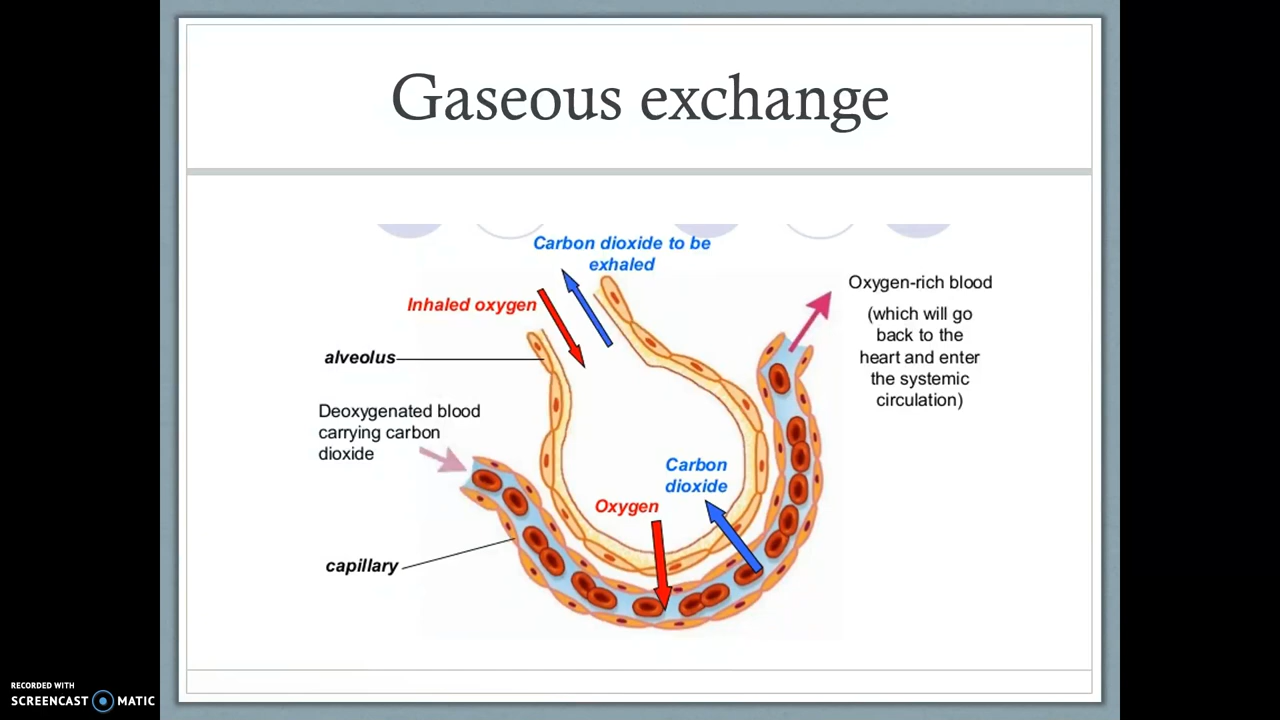 Gaseous exchange
Carbon dioxide to be
exhaled
Inhaled oxygen
alveolus
Deoxygenated blood
carrying carbon
dioxide
capillary
Oxygen
Carbon
dioxide
Oxygen-rich blood
(which will go
back to the
heart and enter
the systemic
circulation)
RECORDED WITH
SCREENCAST MATIC